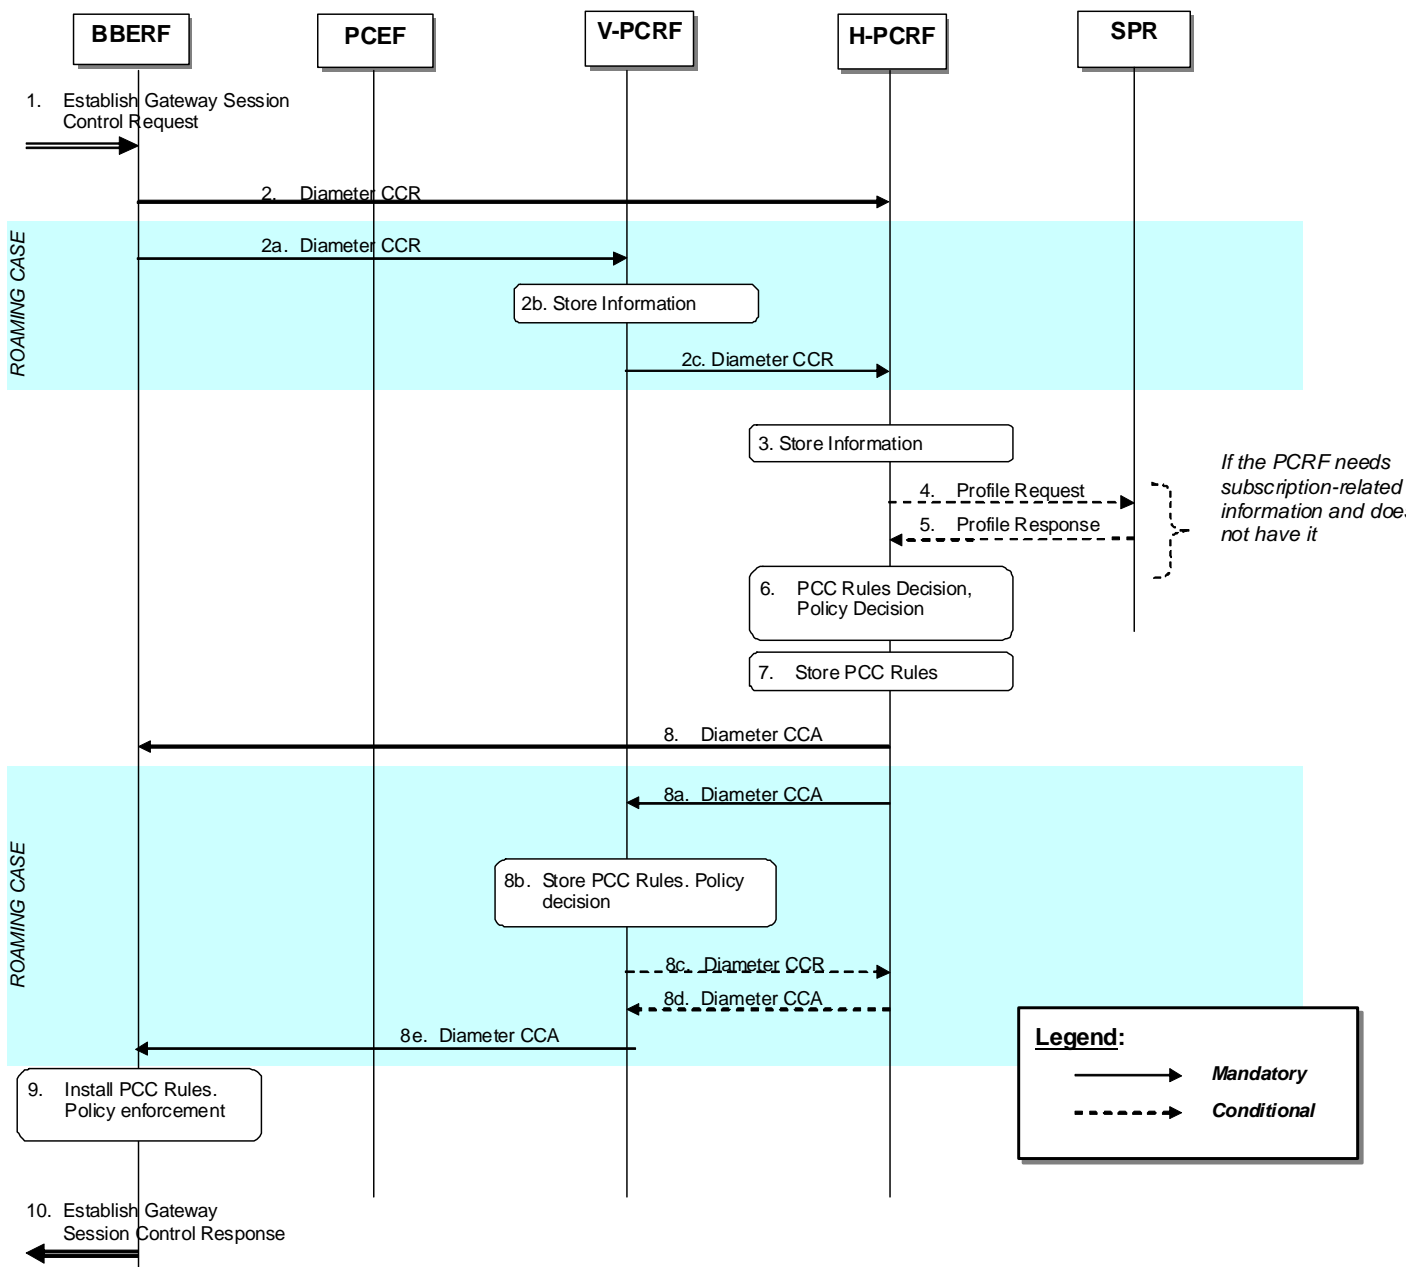 BBERF
PCEF
V-PCRF
H-PCRF
SPR
1. Establish Gateway Session
Control Request
2. Diameter CCR
ROAMING CASE
2a. Diameter CCR
2b. Store Information
2c. Diameter CCR
3. Store Information
4. Profile Request
5. Profile Response
If the PCRF needs
subscription-related
information and does
not have it
6. PCC Rules Decision,
Policy Decision
7. Store PCC Rules
8. Diameter CCA
ROAMING CASE
8a. Diameter CCA
8b. Store PCC Rules. Policy
decision
8c. Diameter CCR
8d. Diameter CCA
8e. Diameter CCA
Legend:
Mandatory
Conditional
9. Install PCC Rules.
Policy enforcement
10. Establish Gateway
Session Control Response